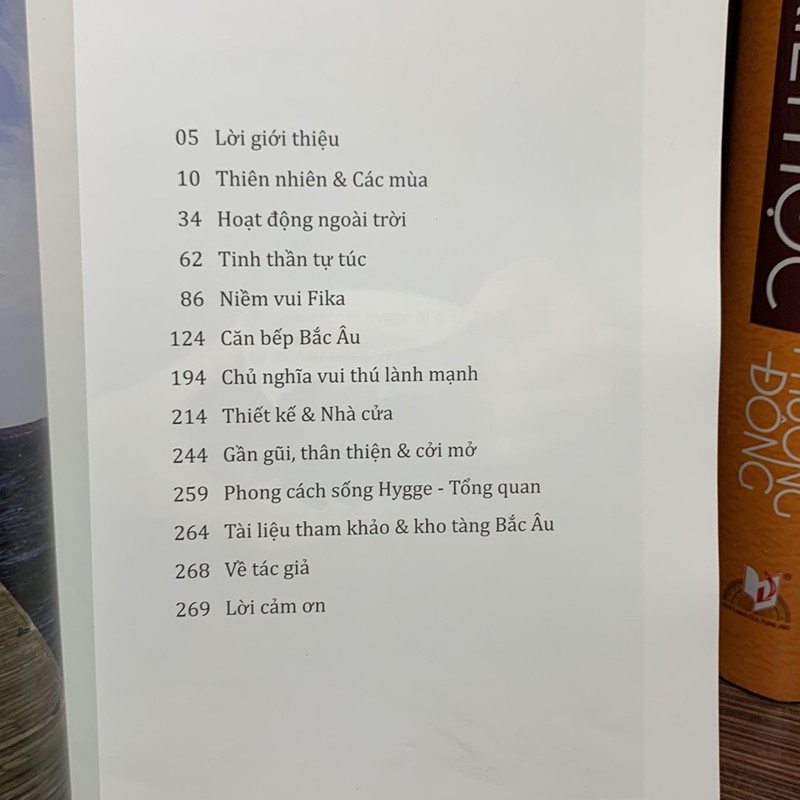 05 Lời giới thiệu
10 Thiên nhiên & Các mùa
34 Hoạt động ngoài trời
62 Tinh thần tự túc
86 Niềm vui Fika
124 Căn bếp Bắc Âu
194 Chủ nghĩa vui thú lành mạnh
214 Thiết kế & Nhà cửa
244 Gần gũi, thân thiện & cởi mở
259 Phong cách sống Hygge - Tổng quan
264 Tài liệu tham khảo & kho tàng Bắc Âu
268 Về tác giả
269 Lời cảm ơn
ĐÔNG